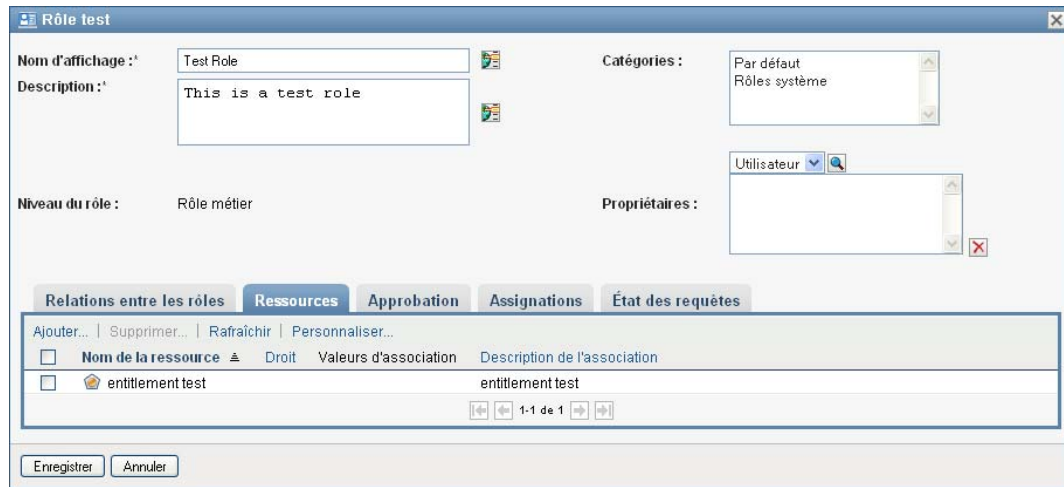 Rôle test
Nom d'affichage :* Test Role Catégories : Par défaut
Description :* This is a test role Rôles système
Utilisateur
Niveau du rôle : Rôle métier Propriétaires :
Relations entre les rôles Ressources Approbation Assignations État des requêtes
Ajouter... | Supprimer... | Rafraîchir | Personnaliser...
Nom de la ressource Droit Valeurs d'association Description de l'association
entitlement test entitlement test
1-1 de 1
Enregistrer Annuler